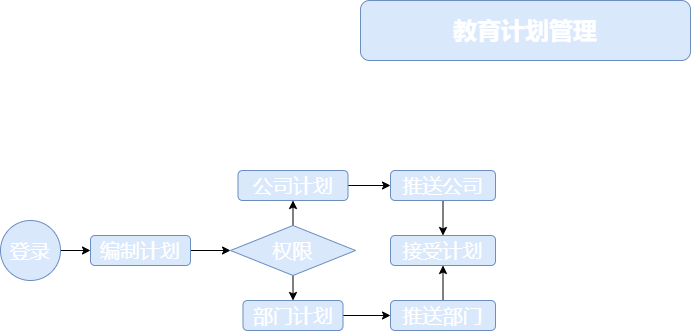 教育计划管理
公司计划
推送公司
登录
编制计划
权限
接受计划
部门计划
推送部门